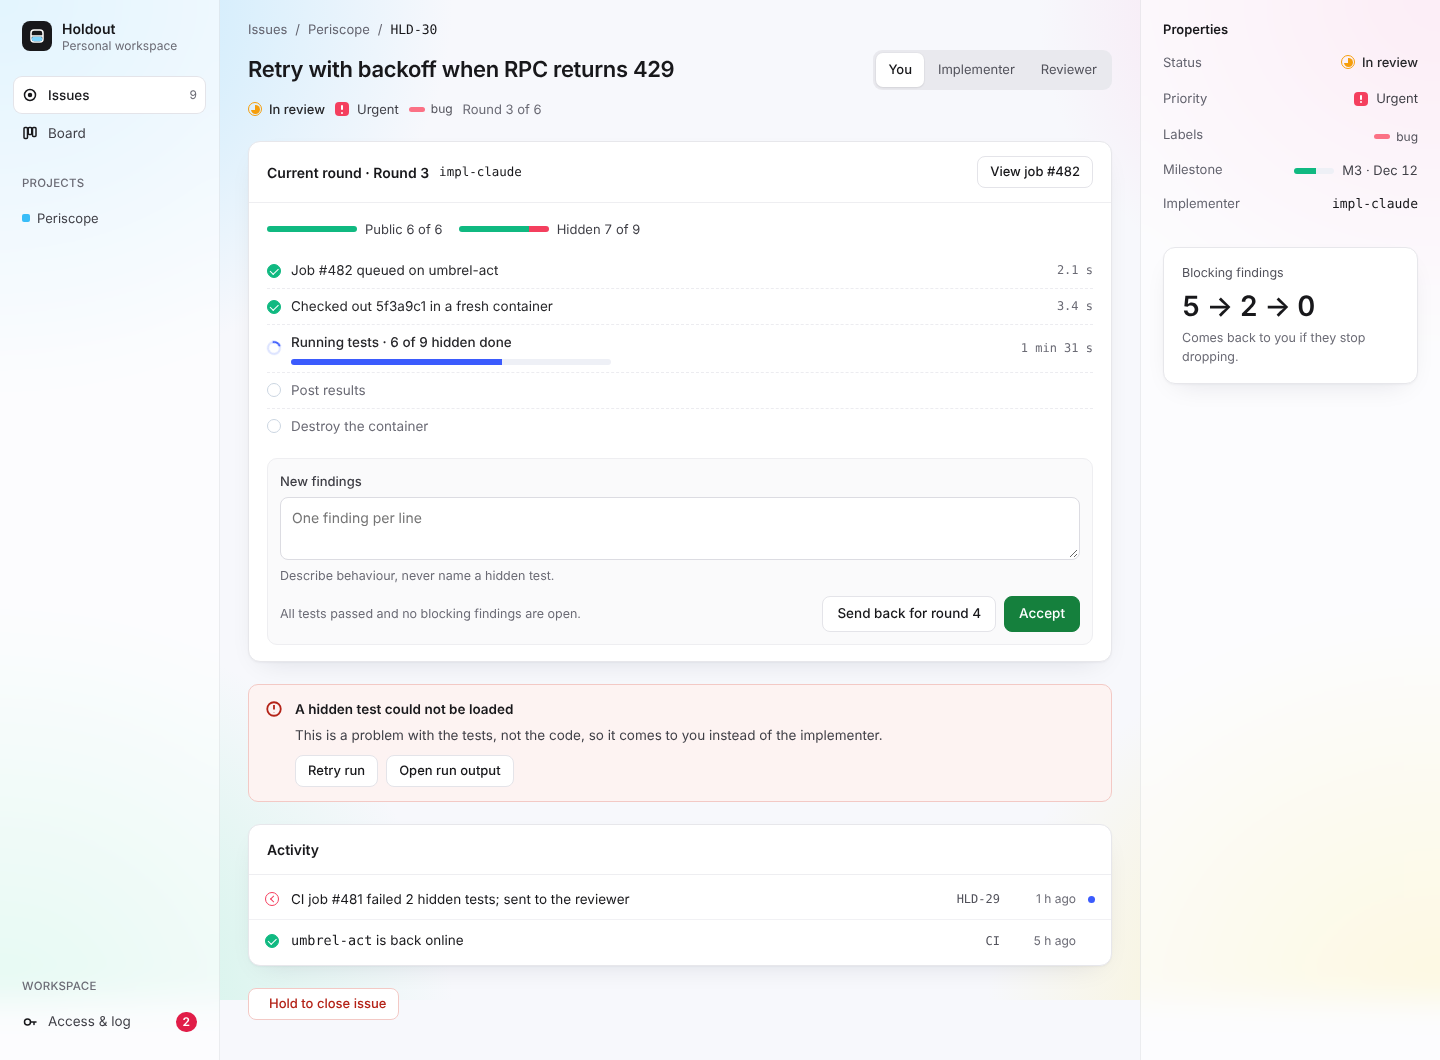 Holdout
Personal workspace
Issues 9
Board
PROJECTS
Periscope
WORKSPACE
Access & log 2
Issues / Periscope / HLD-30
Retry with backoff when RPC returns 429
You Implementer Reviewer
In review Urgent bug Round 3 of 6
Current round · Round 3 impl-claude View job #482
Public 6 of 6 Hidden 7 of 9
Job #482 queued on umbrel-act 2.1 s
Checked out 5f3a9c1 in a fresh container 3.4 s
Running tests · 6 of 9 hidden done 1 min 31 s
Post results
Destroy the container
New findings
One finding per line
Describe behaviour, never name a hidden test.
All tests passed and no blocking findings are open. Send back for round 4 Accept
A hidden test could not be loaded
This is a problem with the tests, not the code, so it comes to you instead of the implementer.
Retry run Open run output
Activity
CI job #481 failed 2 hidden tests; sent to the reviewer HLD-29 1 h ago
umbrel-act is back online CI 5 h ago
Hold to close issue
Properties
Status In review
Priority Urgent
Labels bug
Milestone M3 · Dec 12
Implementer impl-claude
Blocking findings
5 → 2 → 0
Comes back to you if they stop
dropping.